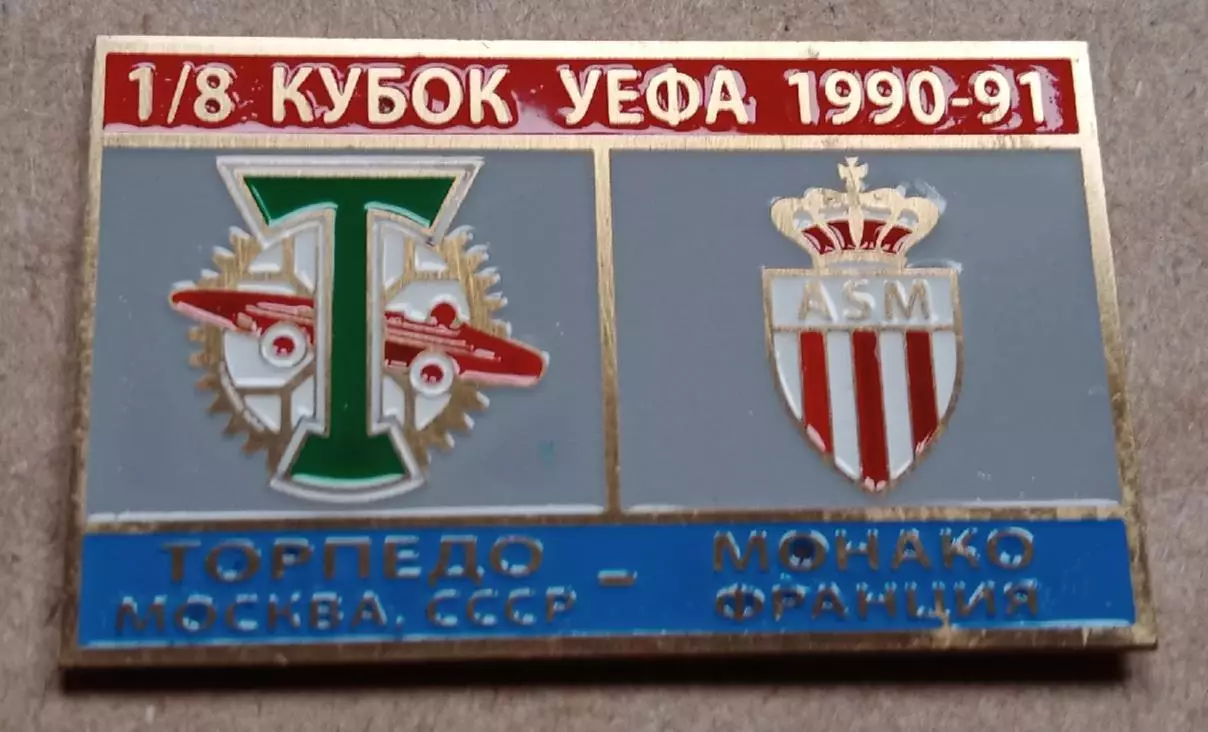 1/8 КУБОК УЕФА 1990-91
Т
ASM
ТОРПЕДО - МОНАКО
МОСКВА. СССР ФРАНЦИЯ